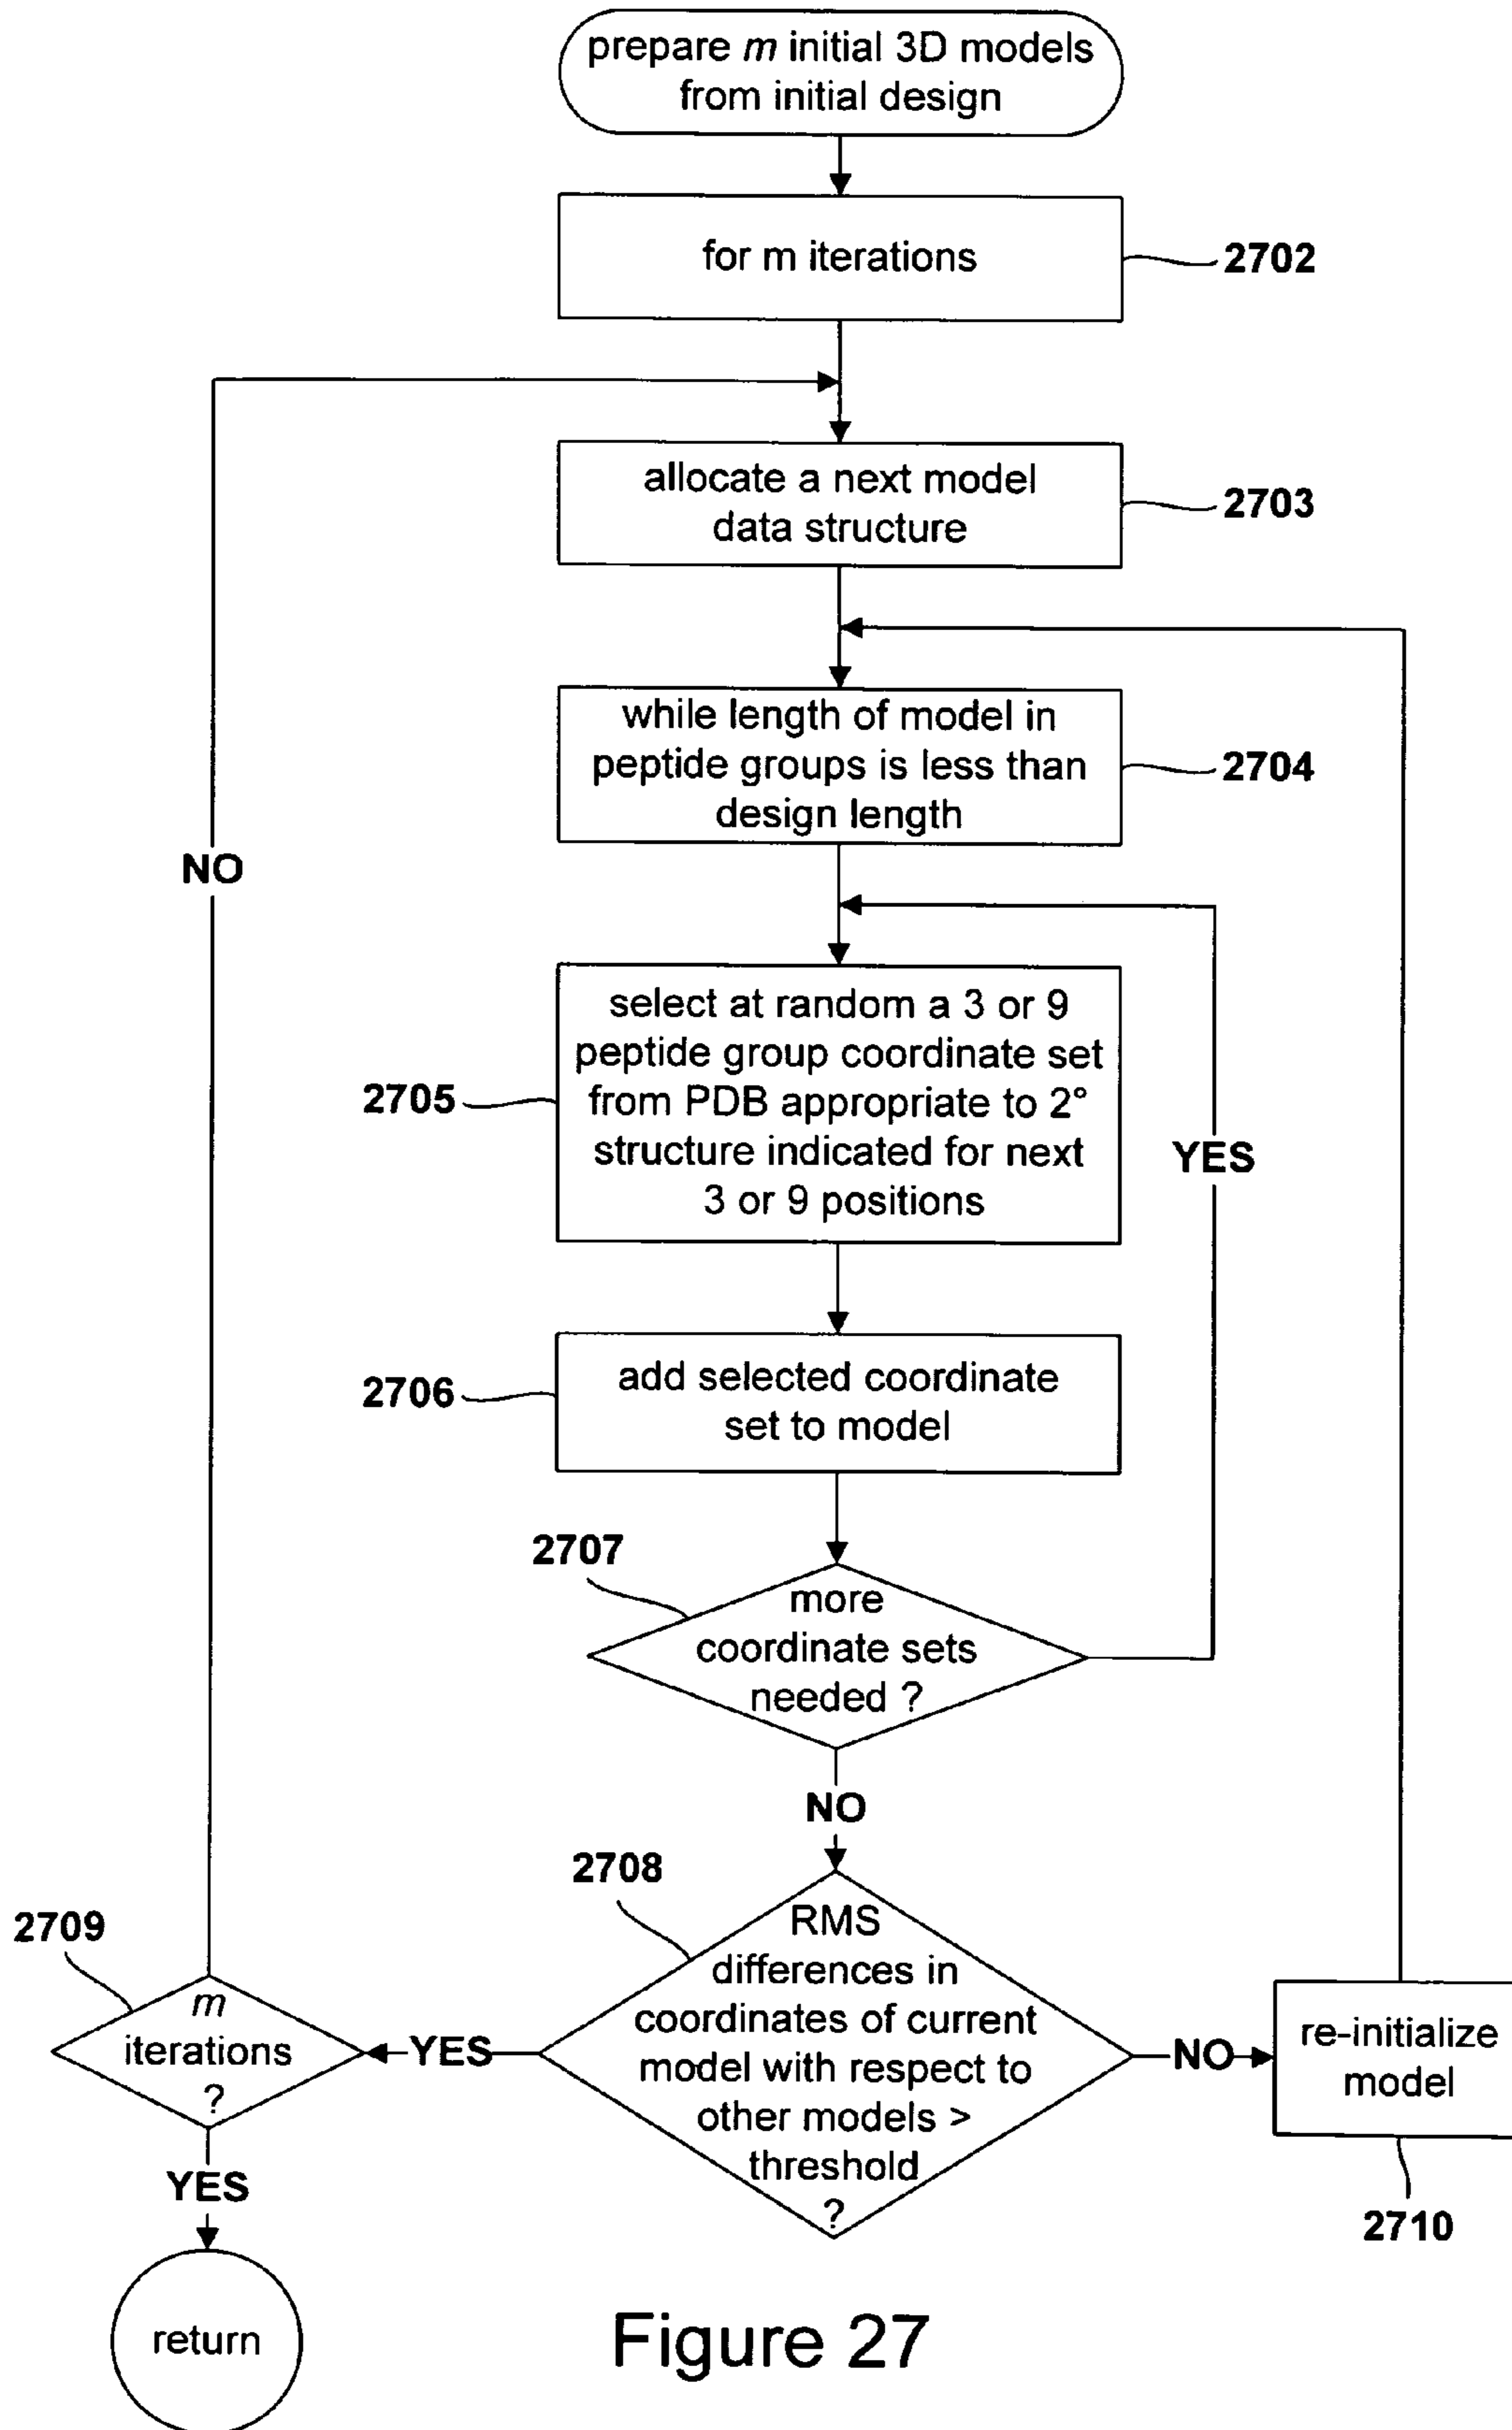 prepare m initial 3D models
from initial design
for m iterations
2702
allocate a next model
data structure
2703
while length of model in
peptide groups is less than
design length
2704
NO
select at random a 3 or 9
peptide group coordinate set
from PDB appropriate to 2°
structure indicated for next
3 or 9 positions
2705
YES
add selected coordinate
set to model
2706
2707
more
coordinate sets
needed ?
NO
2708
RMS
differences in
coordinates of current
model with respect to
other models >
threshold
?
2709
m
iterations
?
YES
NO
re-initialize
model
2710
YES
return
Figure 27